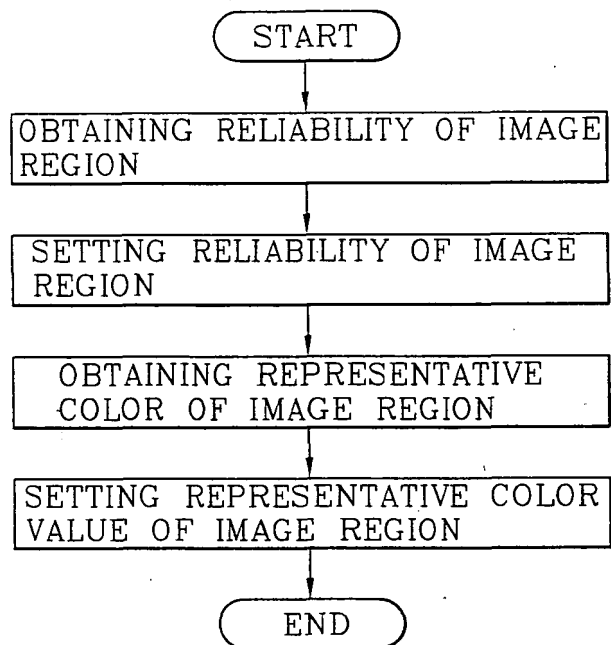 START
OBTAINING RELIABILITY OF IMAGE
REGION
SETTING RELIABILITY OF IMAGE
REGION
OBTAINING REPRESENTATIVE
COLOR OF IMAGE REGION
SETTING REPRESENTATIVE COLOR
VALUE OF IMAGE REGION
END